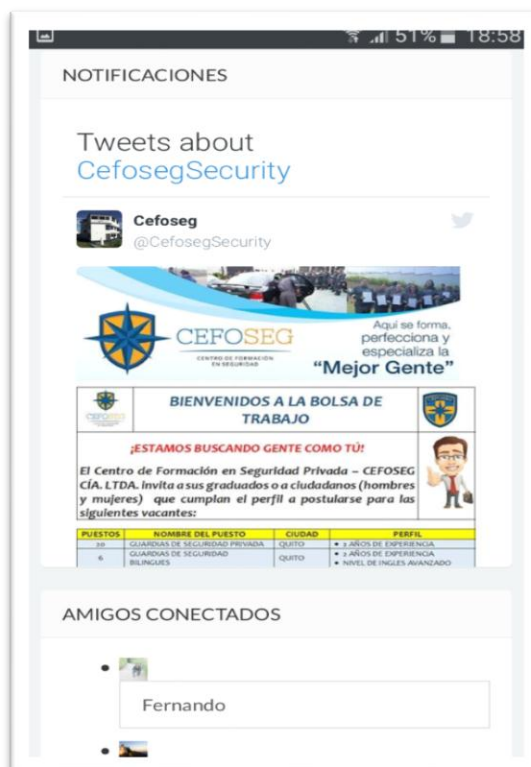 51% 18:58
NOTIFICACIONES
Tweets about
CefosegSecurity
Cefoseg
@CefosegSecurity
CEFOSEG
CENTRO DE FORMACIÓN
EN SEGURIDAD
Aqui se forma,
perfecciona y
especializa la
"Mejor Gente"
CEFOSEG
BIENVENIDOS A LA BOLSA DE
TRABAJO
¡ESTAMOS BUSCANDO GENTE COMO TÚ!
El Centro de Formación en Seguridad Privada – CEFOSEG
CÍA. LTDA. invita a sus graduados o a ciudadanos (hombres
y mujeres) que cumplan el perfil a postularse para las
siguientes vacantes:
PUESTOS NOMBRE DEL PUESTO CIUDAD PERFIL
20 GUARDIAS DE SEGURIDAD PRIVADA QUITO • 2 AÑOS DE EXPERIENCIA
6 GUARDIAS DE SEGURIDAD BILINGUES QUITO • 2 AÑOS DE EXPERIENCIA
• NIVEL DE INGLES AVANZADO
AMIGOS CONECTADOS
Fernando